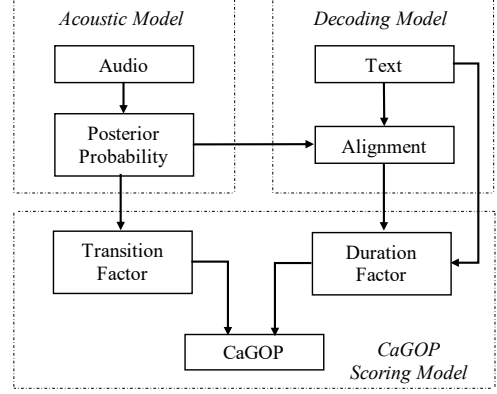 Acoustic Model
Decoding Model
Audio
Text
Posterior
Probability
Alignment
Transition
Factor
Duration
Factor
CaGOP
CaGOP
Scoring Model